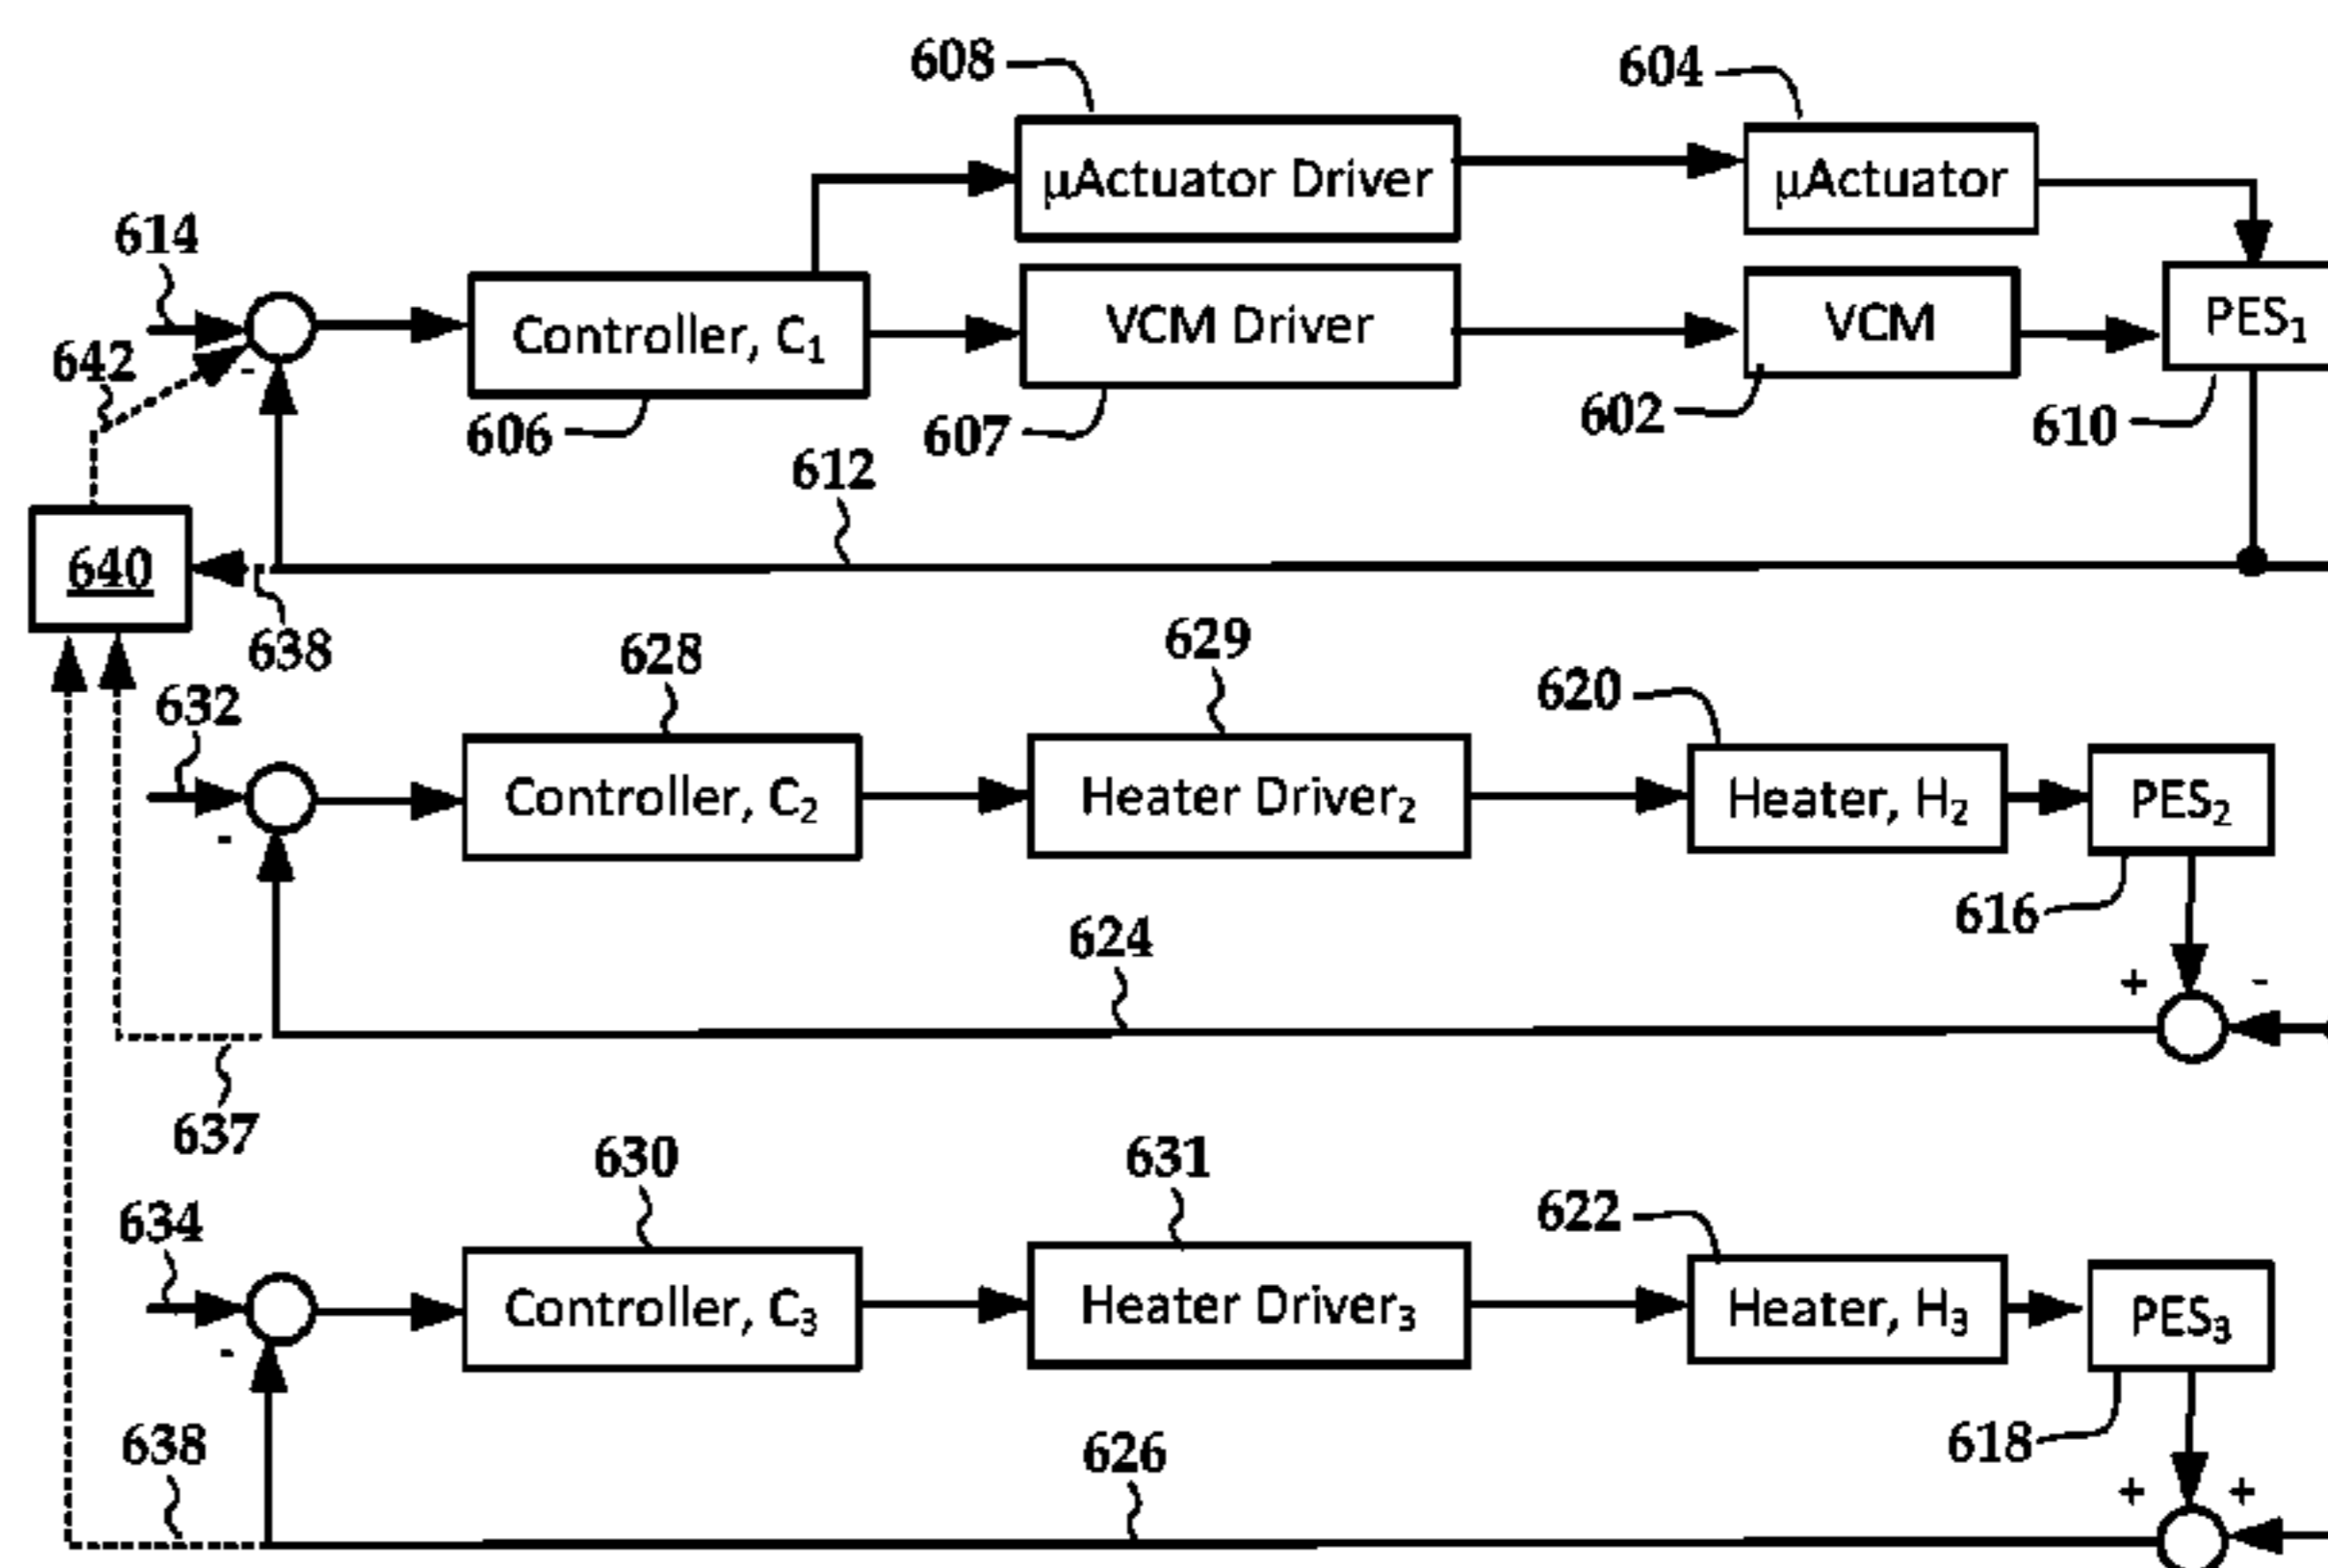 608
604
μActuator Driver
μActuator
614
642
-
Controller, C₁
VCM Driver
VCM
PES₁
606
607
602
610
612
640
638
628
629
620
632
-
Controller, C₂
Heater Driver₂
Heater, H₂
PES₂
616
624
+ -
637
630
631
622
634
-
Controller, C₃
Heater Driver₃
Heater, H₃
PES₃
638
626
618
+ +